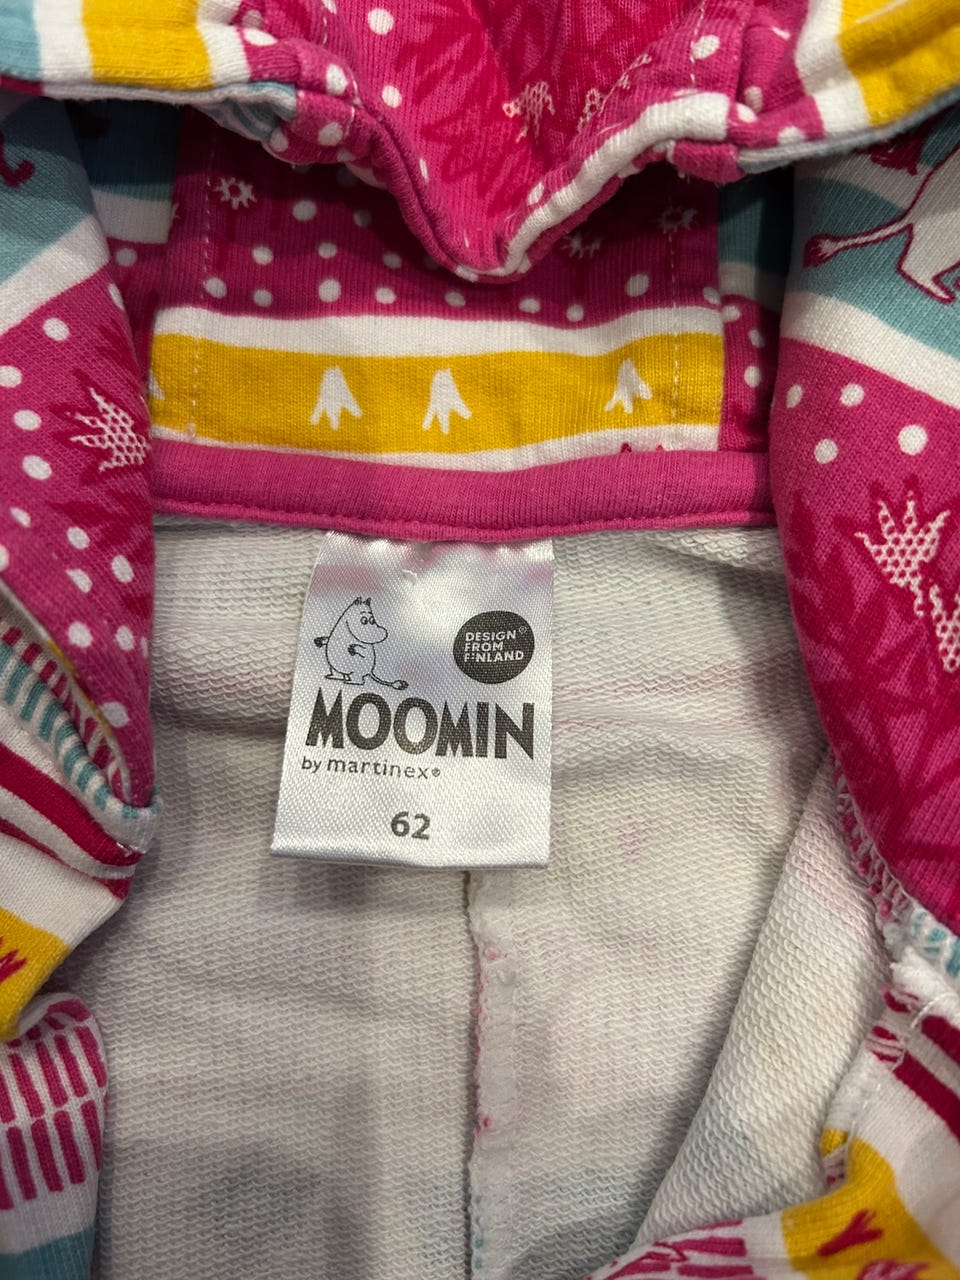 DESIGN®
FROM
FINLAND
MOOMIN
by martinex®
62